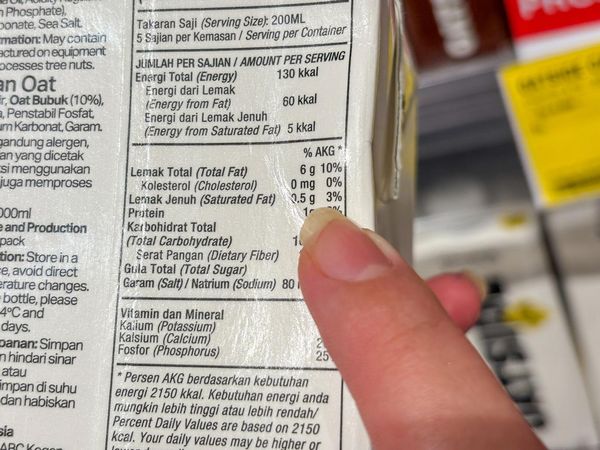 Phosphate),
bonate, Sea Salt.
rmation: May contain
actured on equipment
ocesses tree nuts.
an Oat
r, Oat Bubuk (10%),
, Penstabil Fosfat,
um Karbonat, Garam.
gandung alergen,
an yang dicetak
si menggunakan
juga memproses
000ml
e and Production
pack
tion: Store in a
ce, avoid direct
erature changes.
bottle, please
4°C and
days.
panan: Simpan
n hindari sinar
atau
impan di suhu
dan habiskan
sia
Takaran Saji (Serving Size): 200ML
5 Sajian per Kemasan / Serving per Container
JUMLAH PER SAJIAN / AMOUNT PER SERVING
Energi Total (Energy) 130 kkal
Energi dari Lemak
(Energy from Fat) 60 kkal
Energi dari Lemak Jenuh
(Energy from Saturated Fat) 5 kkal
% AKG *
Lemak Total (Total Fat) 6 g 10%
Kolesterol (Cholesterol) 0 mg 0%
Lemak Jenuh (Saturated Fat) 0.5 g 3%
Protein
Karbohidrat Total
(Total Carbohydrate)
Serat Pangan (Dietary Fiber)
Gula Total (Total Sugar)
Garam (Salt) / Natrium (Sodium) 80
Vitamin dan Mineral
Kalium (Potassium)
Kalsium (Calcium)
Fosfor (Phosphorus) 25
* Persen AKG berdasarkan kebutuhan
energi 2150 kkal. Kebutuhan energi anda
mungkin lebih tinggi atau lebih rendah/
Percent Daily Values are based on 2150
kcal. Your daily values may be higher or